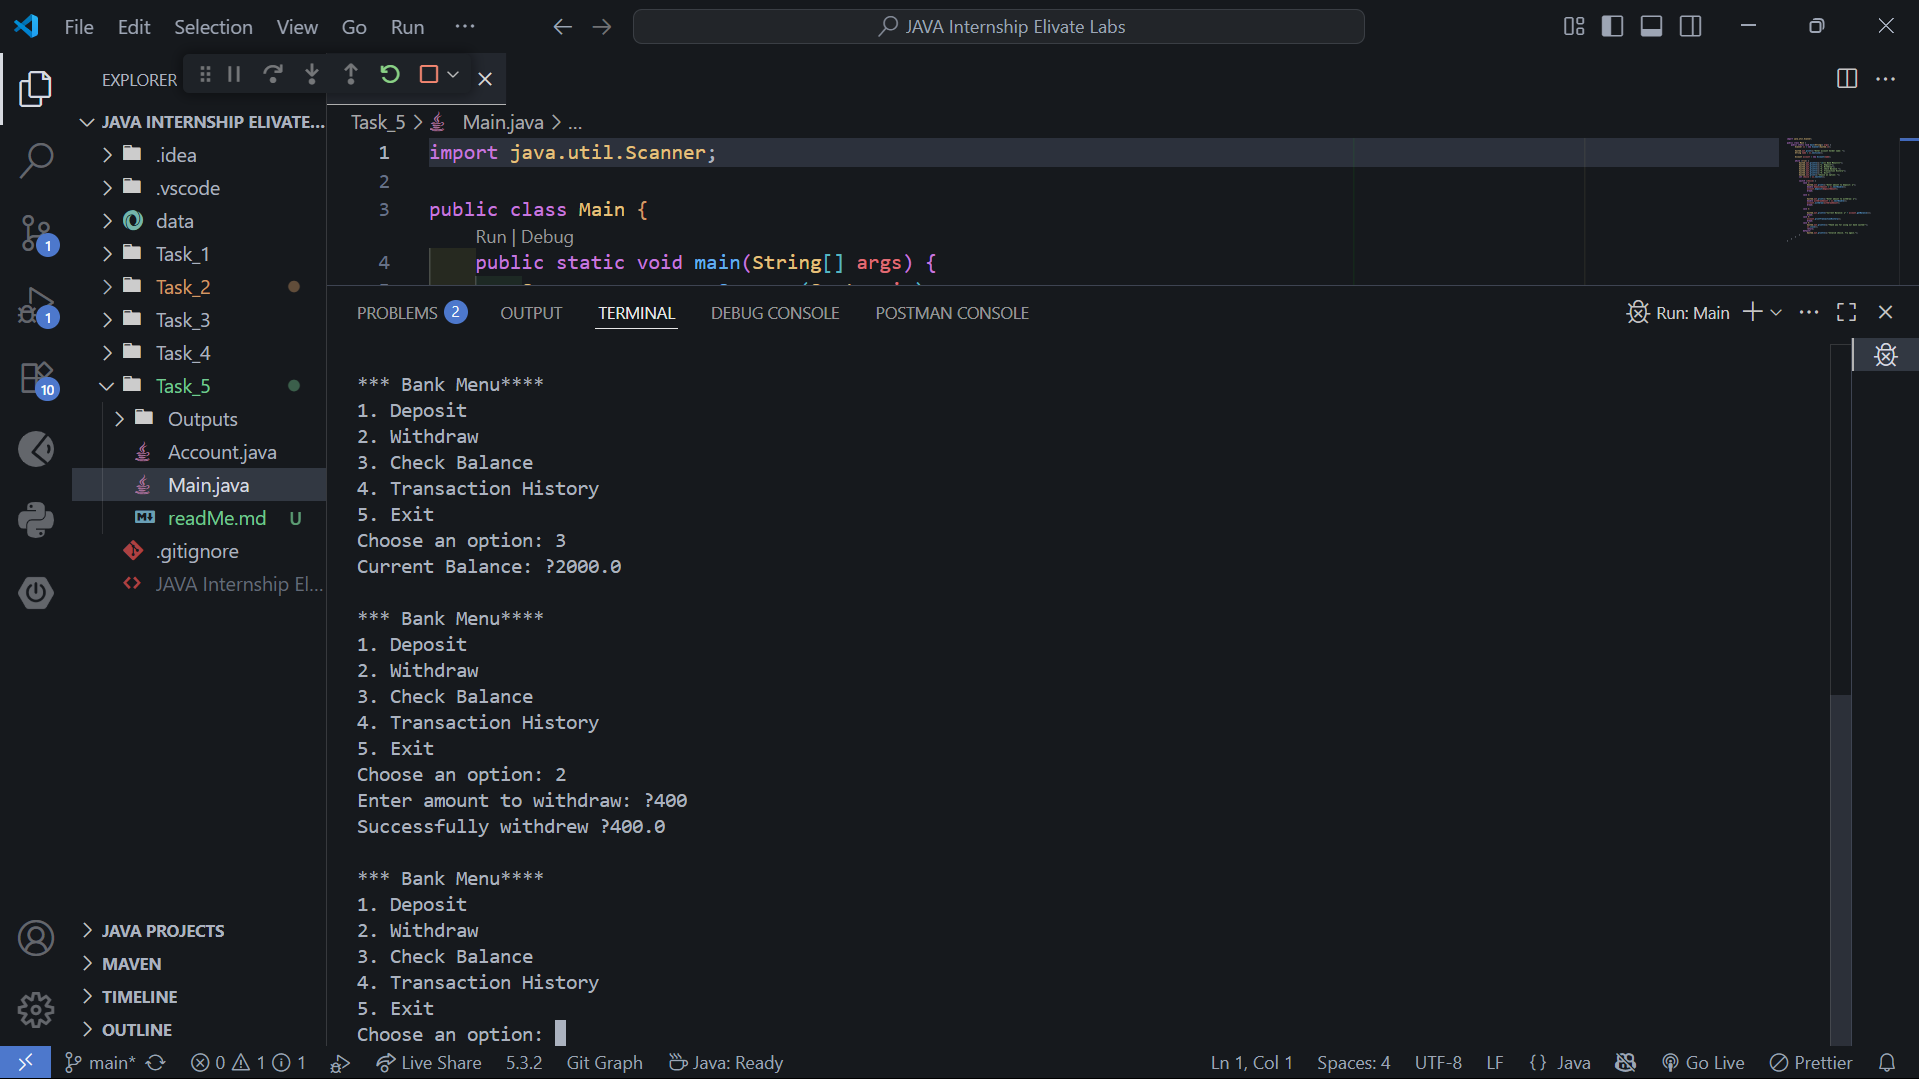 File Edit Selection View Go Run ...
JAVA Internship Elivate Labs
EXPLORER
JAVA INTERNSHIP ELIVATE...
.idea
.vscode
data
Task_1
Task_2
Task_3
Task_4
Task_5
Outputs
Account.java
Main.java
readMe.md U
.gitignore
JAVA Internship El...
JAVA PROJECTS
MAVEN
TIMELINE
OUTLINE
1
1
10
Task_5 > Main.java > ...
1 import java.util.Scanner;
2
3 public class Main {
Run | Debug
4 public static void main(String[] args) {
PROBLEMS 2 OUTPUT TERMINAL DEBUG CONSOLE POSTMAN CONSOLE
Run: Main
*** Bank Menu****
1. Deposit
2. Withdraw
3. Check Balance
4. Transaction History
5. Exit
Choose an option: 3
Current Balance: ?2000.0
*** Bank Menu****
1. Deposit
2. Withdraw
3. Check Balance
4. Transaction History
5. Exit
Choose an option: 2
Enter amount to withdraw: ?400
Successfully withdrew ?400.0
*** Bank Menu****
1. Deposit
2. Withdraw
3. Check Balance
4. Transaction History
5. Exit
Choose an option:
main* 0 1 1 Live Share 5.3.2 Git Graph Java: Ready Ln 1, Col 1 Spaces: 4 UTF-8 LF {} Java Go Live Prettier